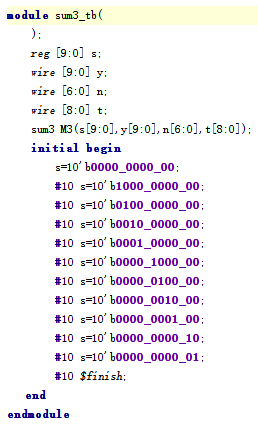 module sum3_tb(
);
reg [9:0] s;
wire [9:0] y;
wire [6:0] n;
wire [8:0] t;
sum3 M3(s[9:0],y[9:0],n[6:0],t[8:0]);
initial begin
s=10'b0000_0000_00;
#10 s=10'b1000_0000_00;
#10 s=10'b0100_0000_00;
#10 s=10'b0010_0000_00;
#10 s=10'b0001_0000_00;
#10 s=10'b0000_1000_00;
#10 s=10'b0000_0100_00;
#10 s=10'b0000_0010_00;
#10 s=10'b0000_0001_00;
#10 s=10'b0000_0000_10;
#10 s=10'b0000_0000_01;
#10 $finish;
end
endmodule